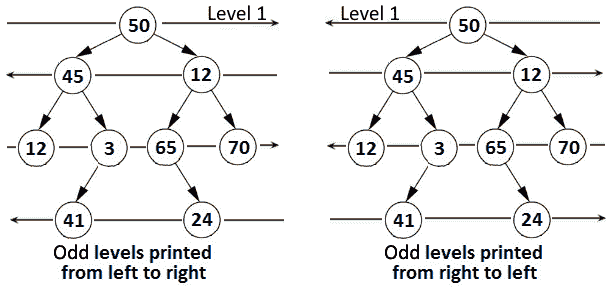 50 Level 1
45 12
12 3 65 70
41 24
Odd levels printed
from left to right
Level 1 50
45 12
12 3 65 70
41 24
Odd levels printed
from right to left